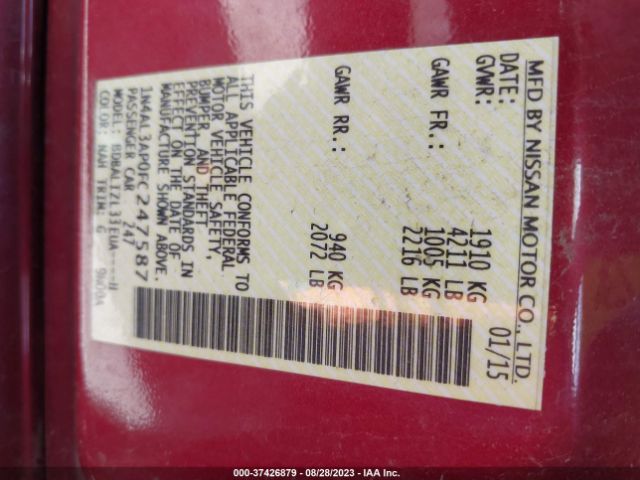 MFD BY NISSAN MOTOR CO., LTD.
DATE: 01/15
GVWR: 1910 KG
4211 LB
GAWR FR.: 1005 KG
2216 LB
GAWR RR.: 940 KG
2072 LB
THIS VEHICLE CONFORMS TO
ALL APPLICABLE FEDERAL
MOTOR VEHICLE SAFETY,
BUMPER, AND THEFT
PREVENTION STANDARDS IN
EFFECT ON THE DATE OF
MANUFACTURE SHOWN ABOVE.
1N4AL3AP0FC247587
PASSENGER CAR 247
MODEL: BDBALIZL33EUA----H
COLOR: NAH TRIM: G
000-37426879 - 08/28/2023 - IAA Inc.